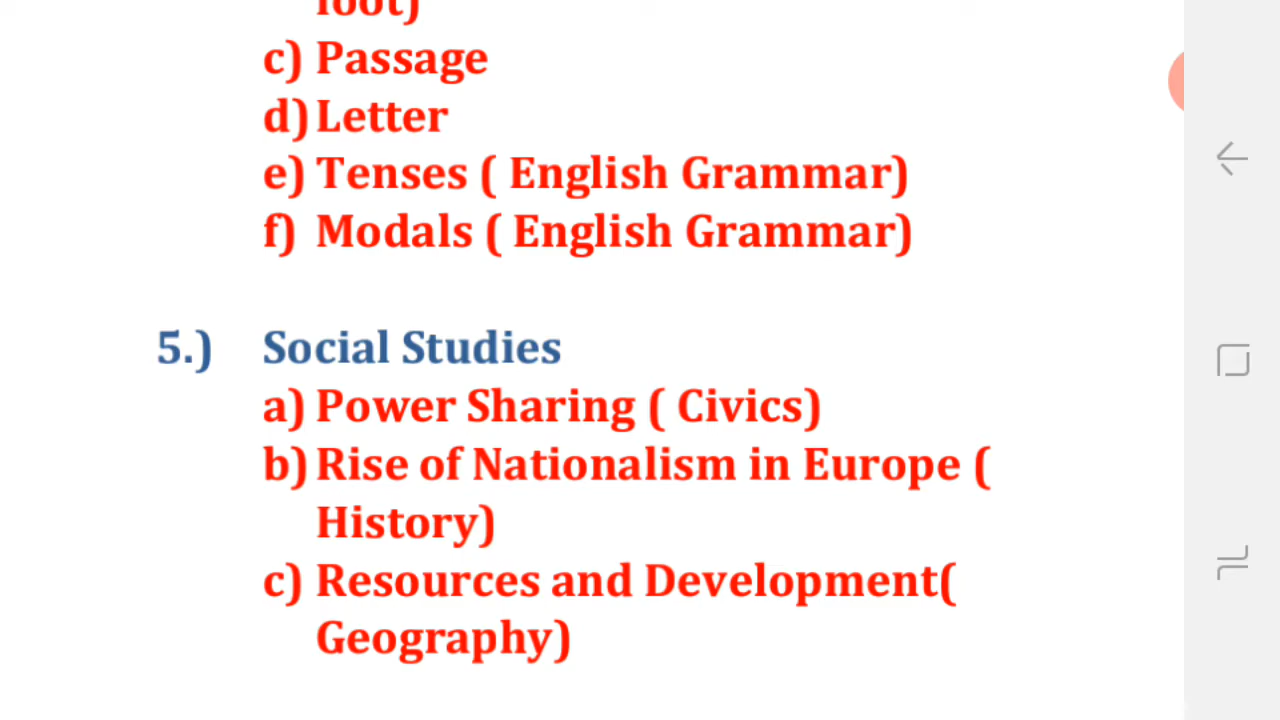 foot)
c) Passage
d) Letter
e) Tenses ( English Grammar)
f) Modals ( English Grammar)
5.) Social Studies
a) Power Sharing ( Civics)
b) Rise of Nationalism in Europe (
History)
c) Resources and Development(
Geography)